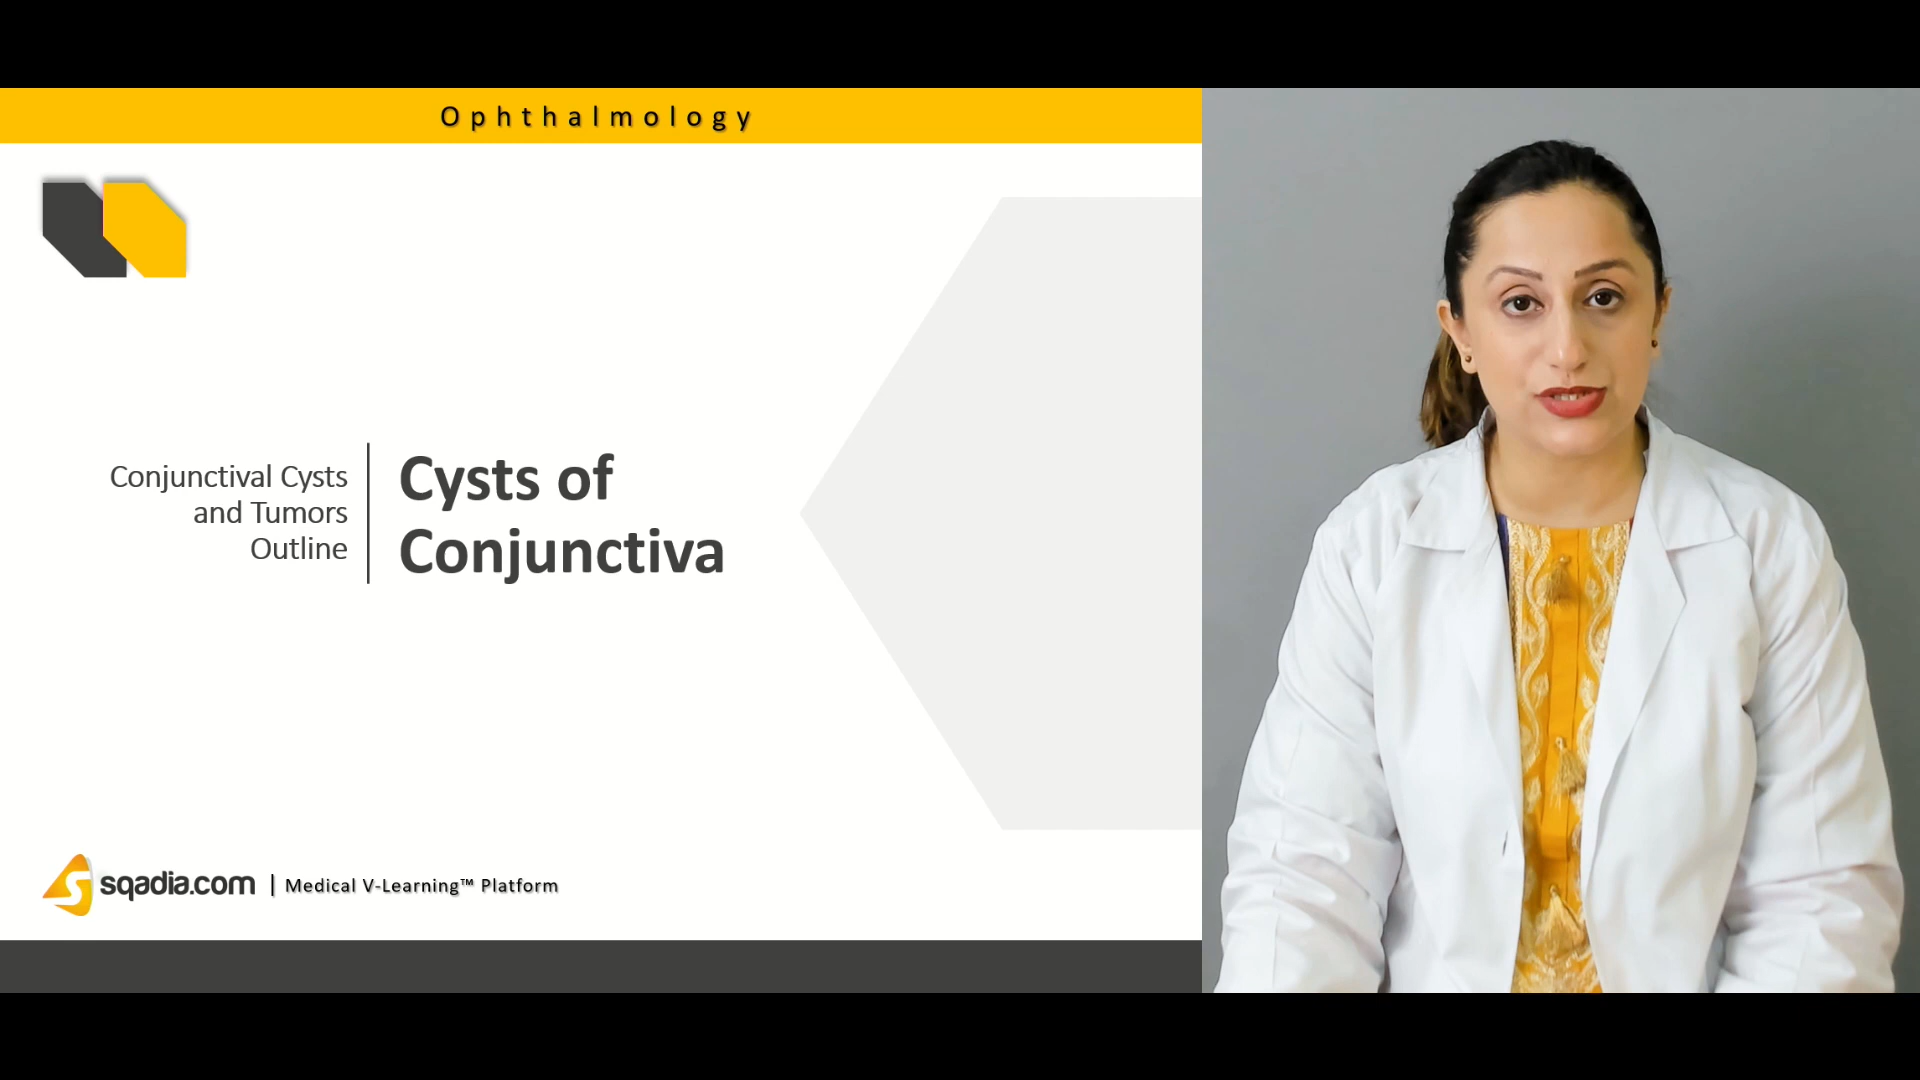 Ophthalmology
Conjunctival Cysts
and Tumors
Outline
Cysts of
Conjunctiva
sqadia.com | Medical V-Learning™ Platform